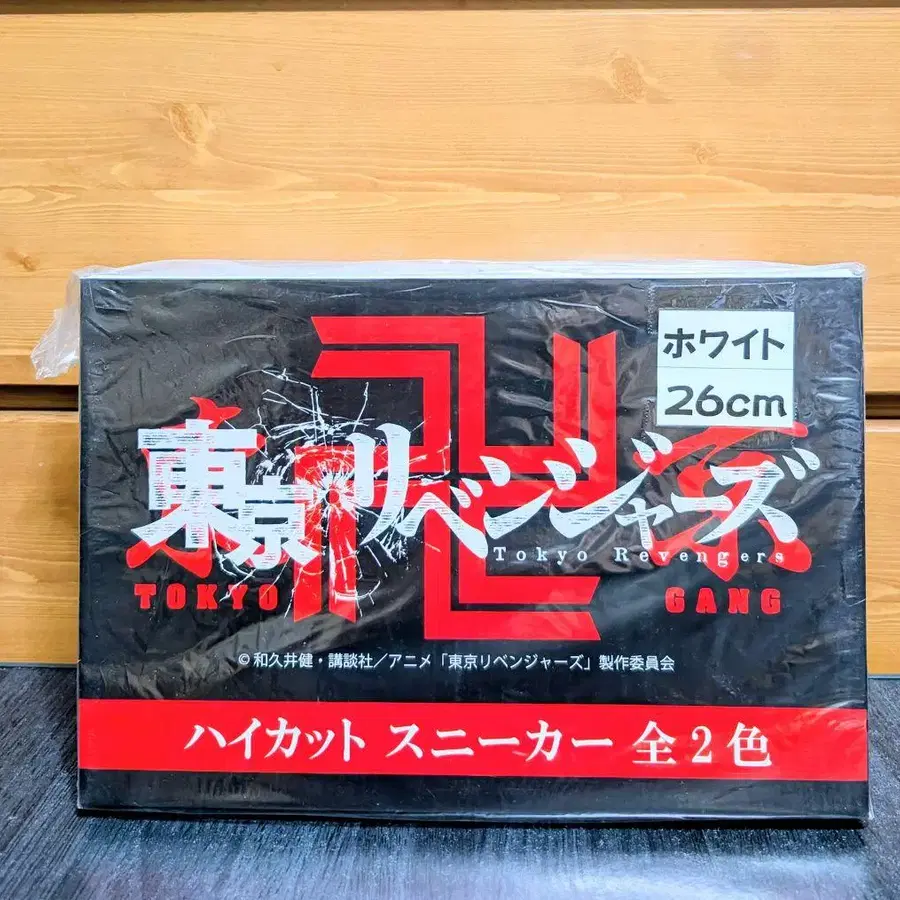 ホワイト
26cm
東京リベンジャーズ
Tokyo Revengers
TOKYO 卍 GANG
© 和久井健・講談社／アニメ「東京リベンジャーズ」製作委員会
ハイカット スニーカー 全2色